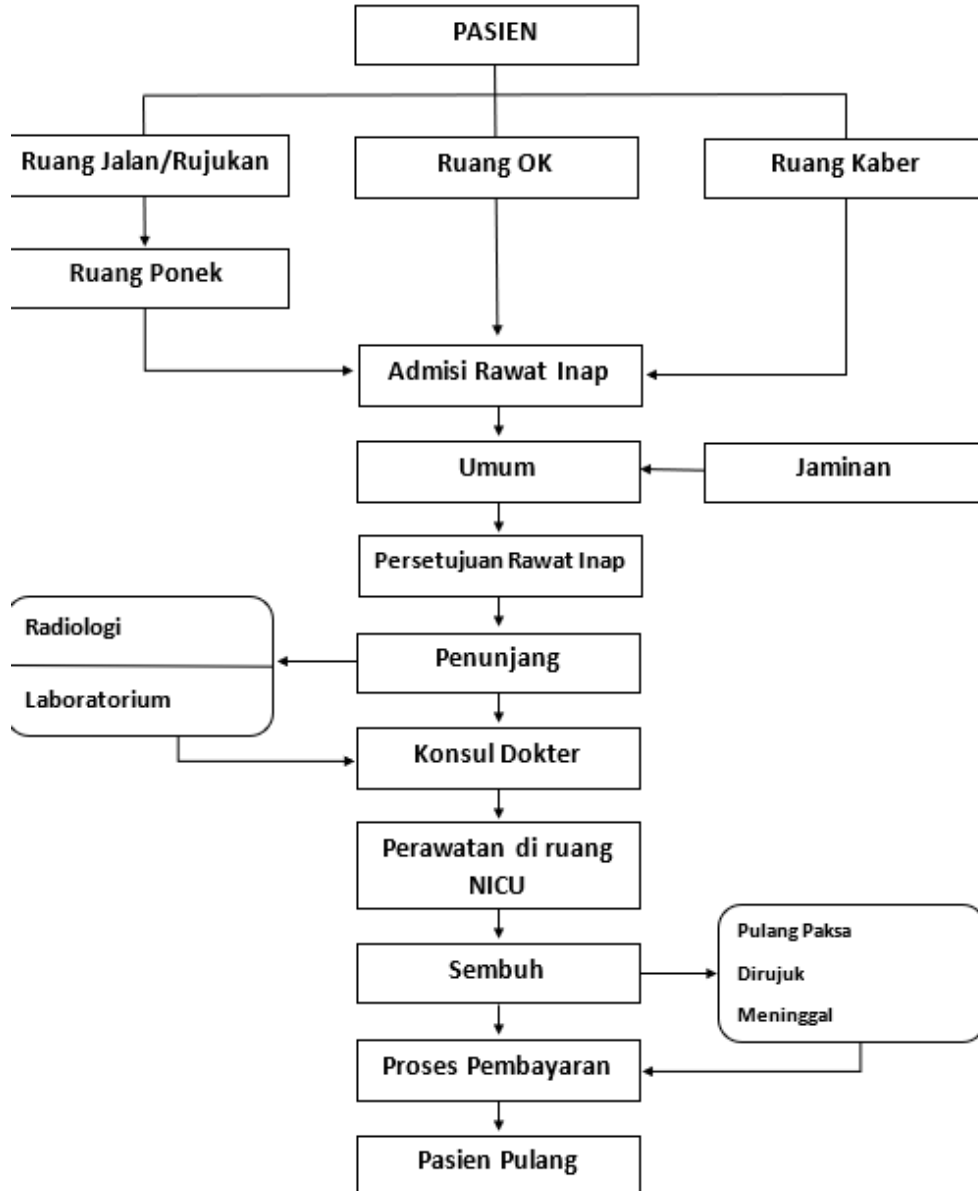 PASIEN
Ruang Jalan/Rujukan
Ruang OK
Ruang Kaber
Ruang Ponek
Admisi Rawat Inap
Umum
Jaminan
Persetujuan Rawat Inap
Radiologi
Penunjang
Laboratorium
Konsul Dokter
Perawatan di ruang
NICU
Pulang Paksa
Sembuh
Dirujuk
Meninggal
Proses Pembayaran
Pasien Pulang